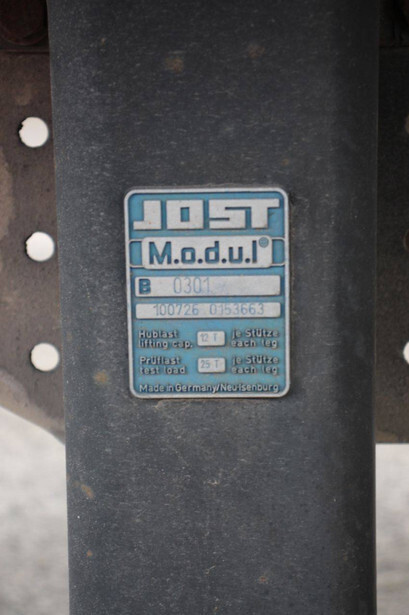 JOST
M.o.d.u.l®
B 0301
100726 0153663
Hublast 12 T je Stütze
lifting cap. each leg
Prüflast 25 T je Stütze
test load each leg
Made in Germany/Neu Isenburg